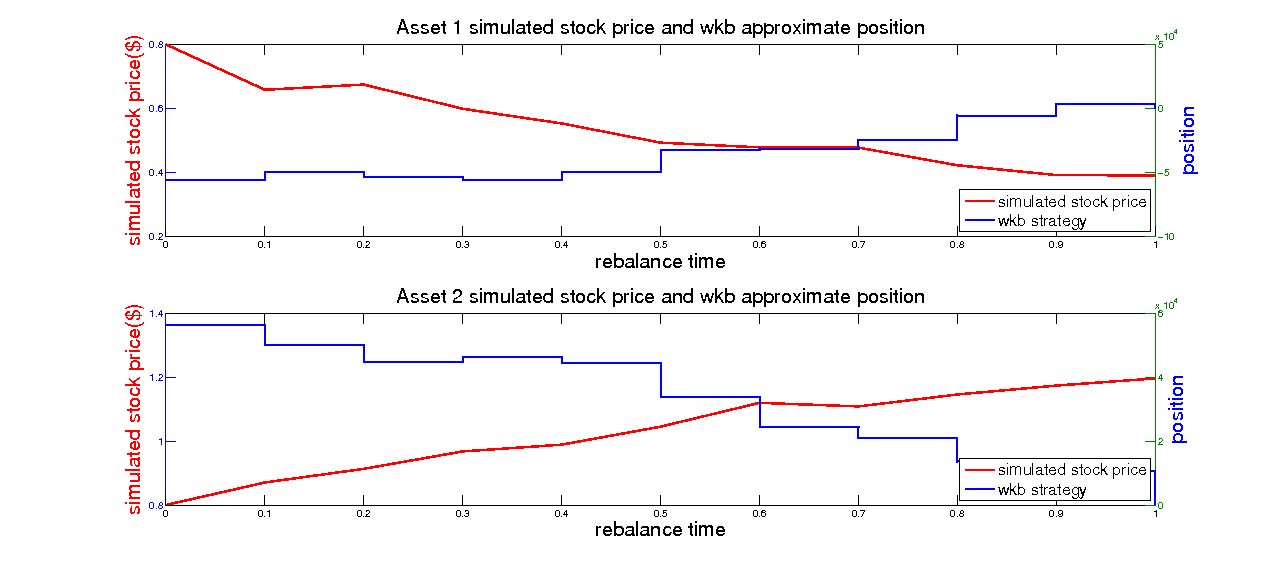 Asset 1 simulated stock price and wkb approximate position
simulated stock price($)
0.8
0.6
0.4
0.2
x 10^4
5
0
-5
-10
position
simulated stock price
wkb strategy
0 0.1 0.2 0.3 0.4 0.5 0.6 0.7 0.8 0.9 1
rebalance time
Asset 2 simulated stock price and wkb approximate position
simulated stock price($)
1.4
1.2
1
0.8
x 10^4
6
4
2
0
position
simulated stock price
wkb strategy
0 0.1 0.2 0.3 0.4 0.5 0.6 0.7 0.8 0.9 1
rebalance time